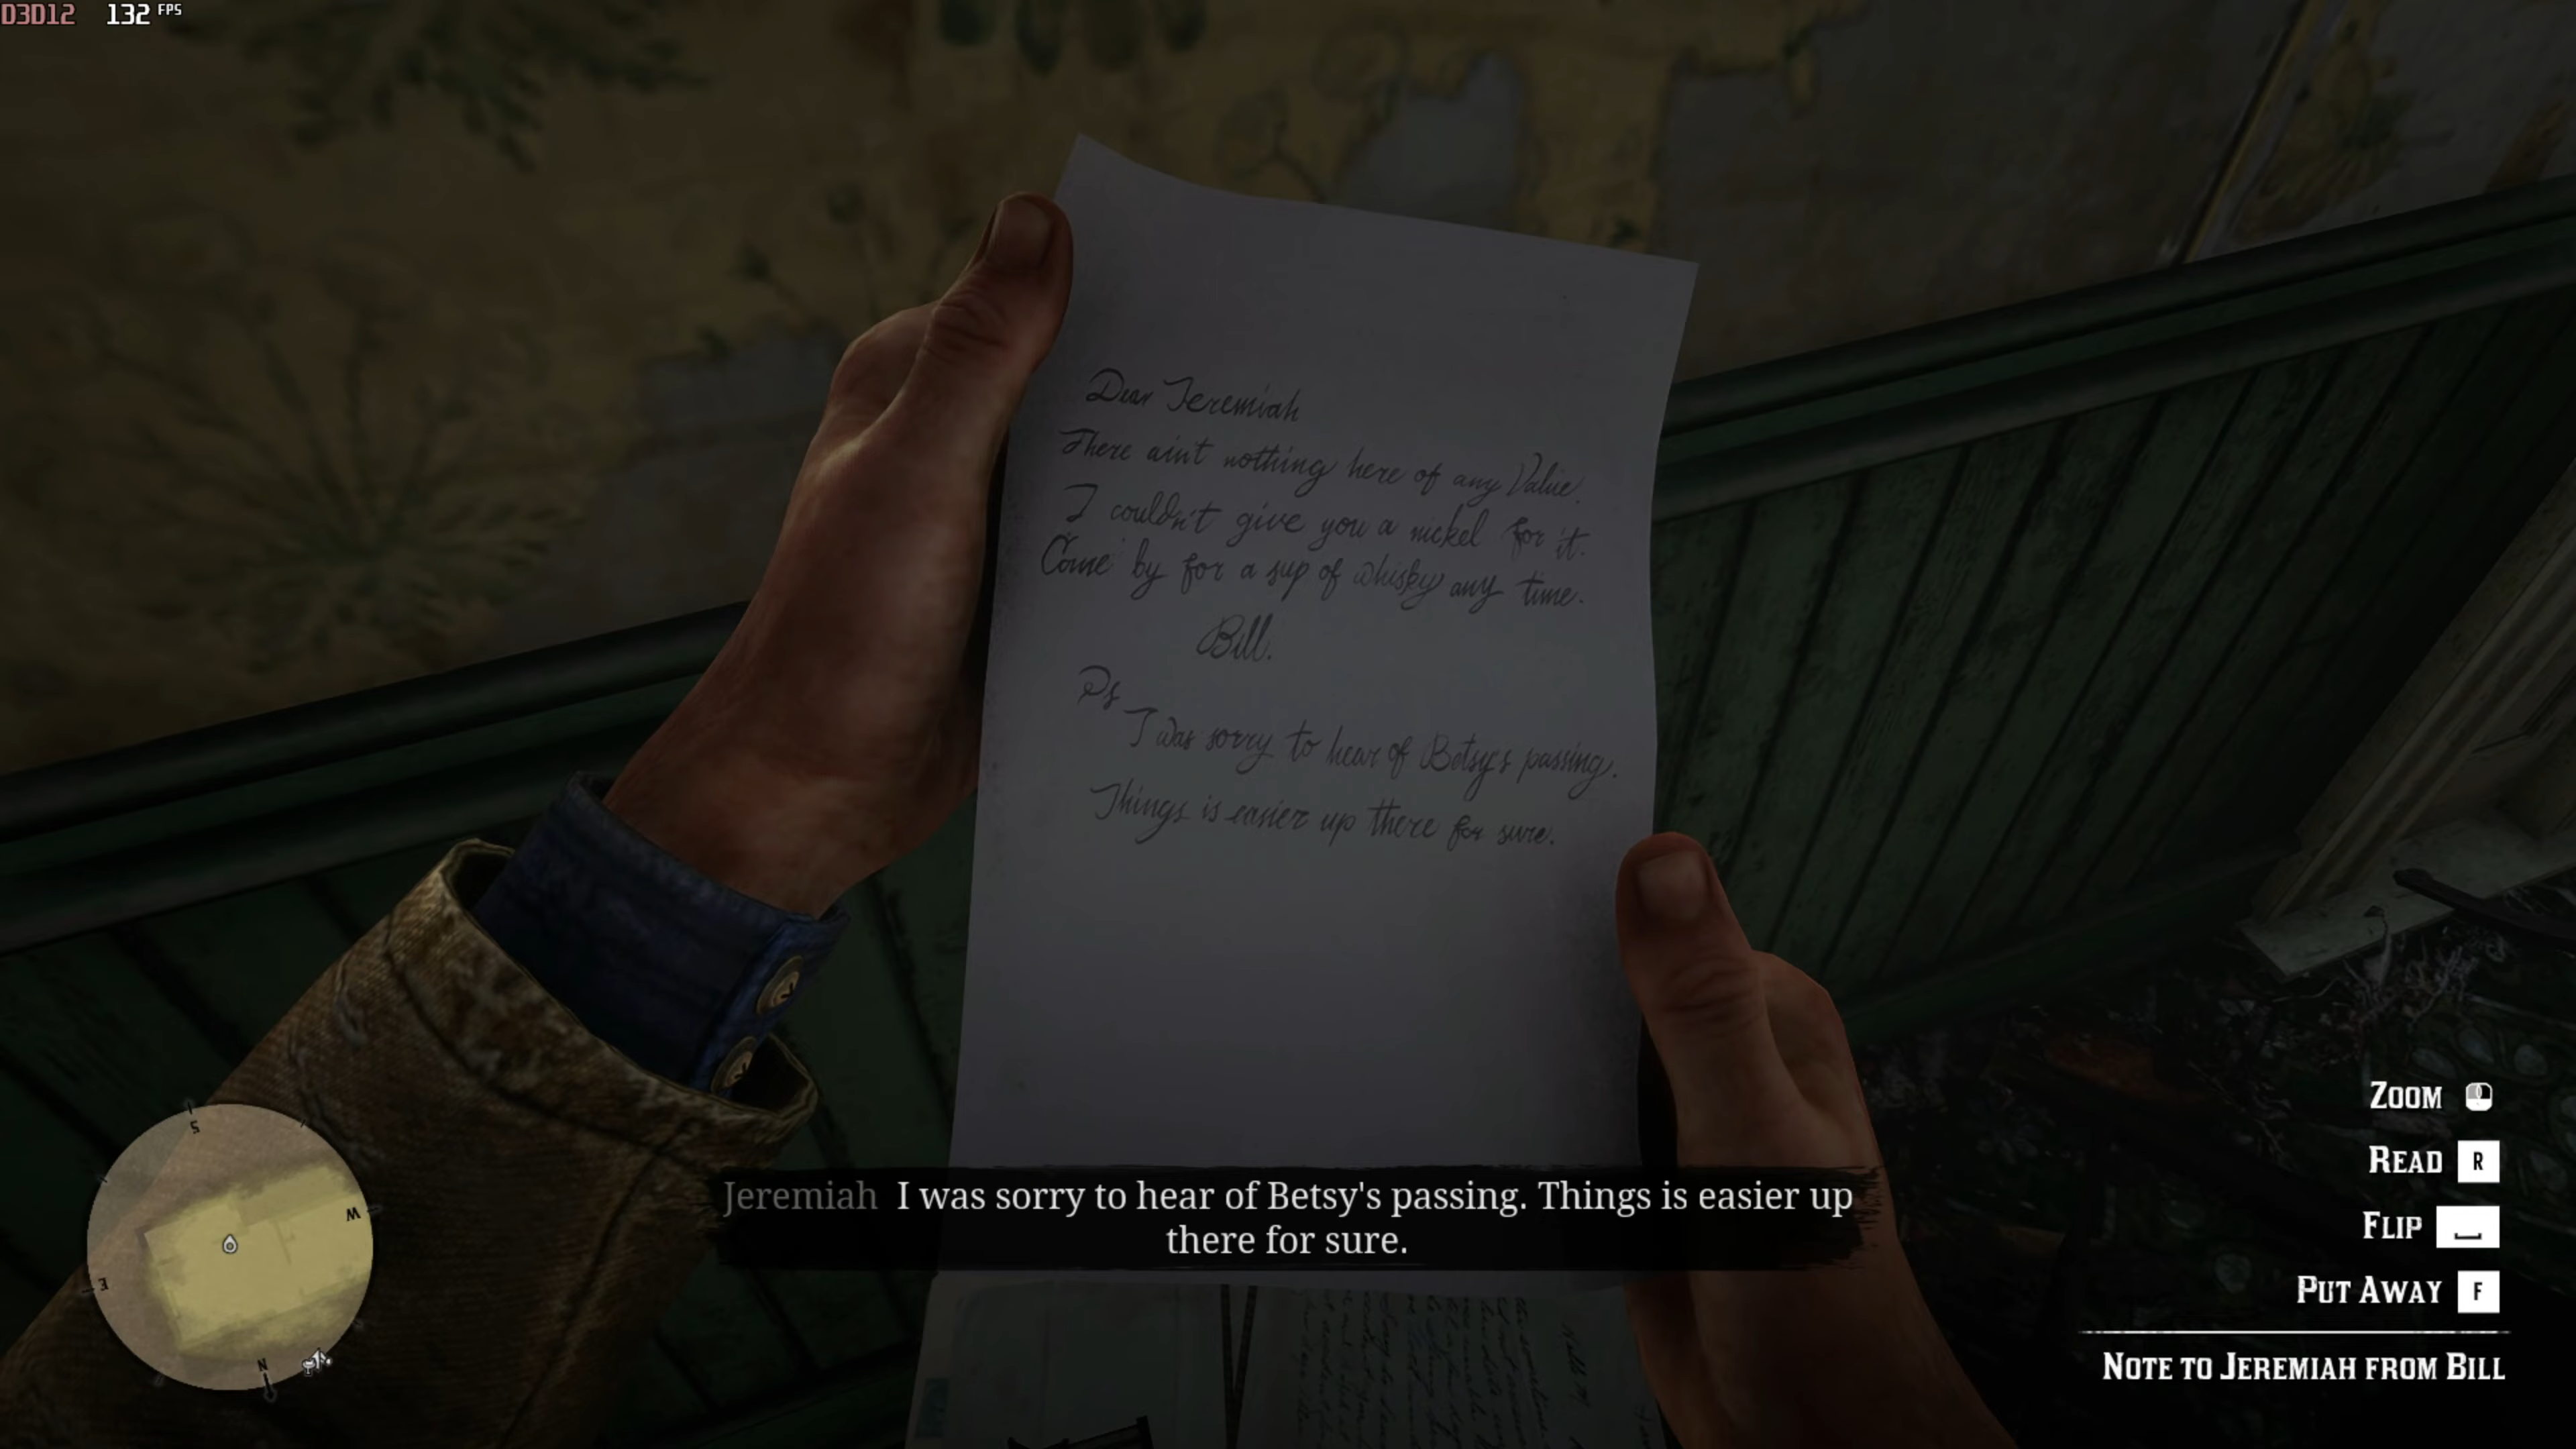 D3D12 132 FPS
Dear Jeremiah
There aint nothing here of any Value.
I couldn't give you a nickel for it.
Come by for a sup of whisky any time.
Bill.
Ps
I was sorry to hear of Betsy's passing.
Things is easier up there for sure.
Jeremiah I was sorry to hear of Betsy's passing. Things is easier up
there for sure.
S
W
E
N
ZOOM
READ R
FLIP
PUT AWAY F
NOTE TO JEREMIAH FROM BILL